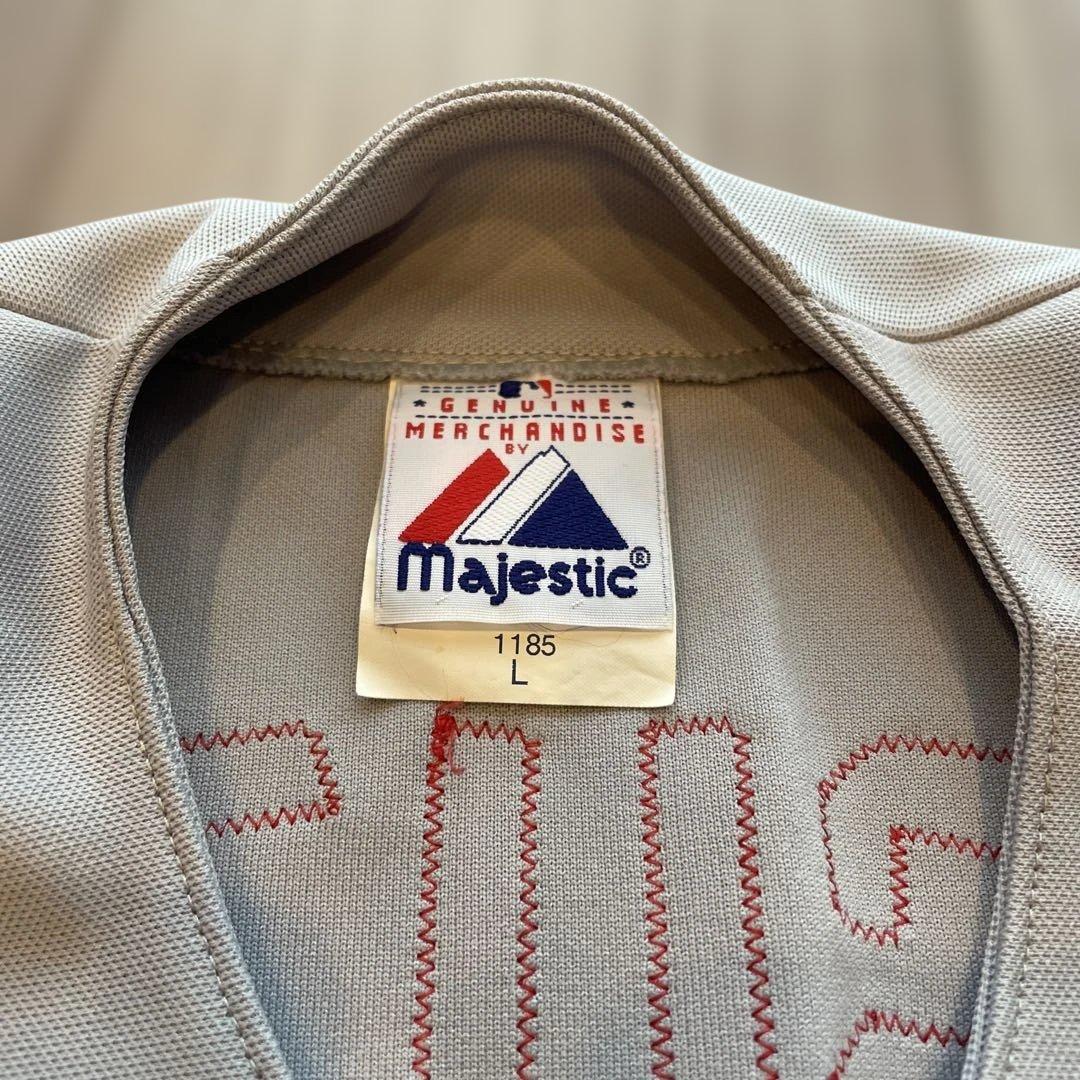 ★ GENUINE ★
MERCHANDISE
BY
Majestic®
1185
L